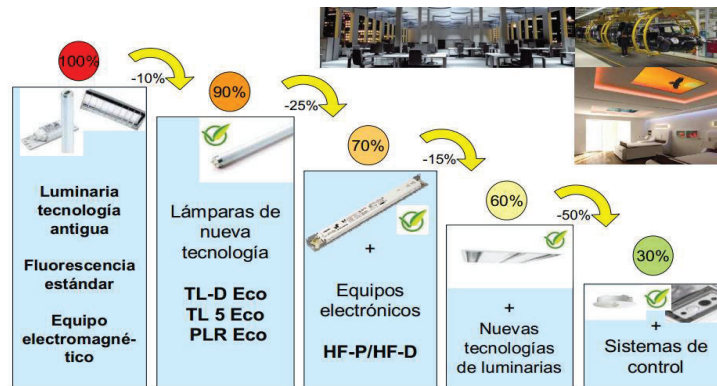 100%
-10%
90%
-25%
70%
-15%
60%
-50%
30%
Luminaria
tecnología
antigua
Fluorescencia
estándar
Equipo
electromagné-
tico
Lámparas de
nueva
tecnología
TL-D Eco
TL 5 Eco
PLR Eco
+
Equipos
electrónicos
HF-P/HF-D
+
Nuevas
tecnologías
de luminarias
+
Sistemas de
control